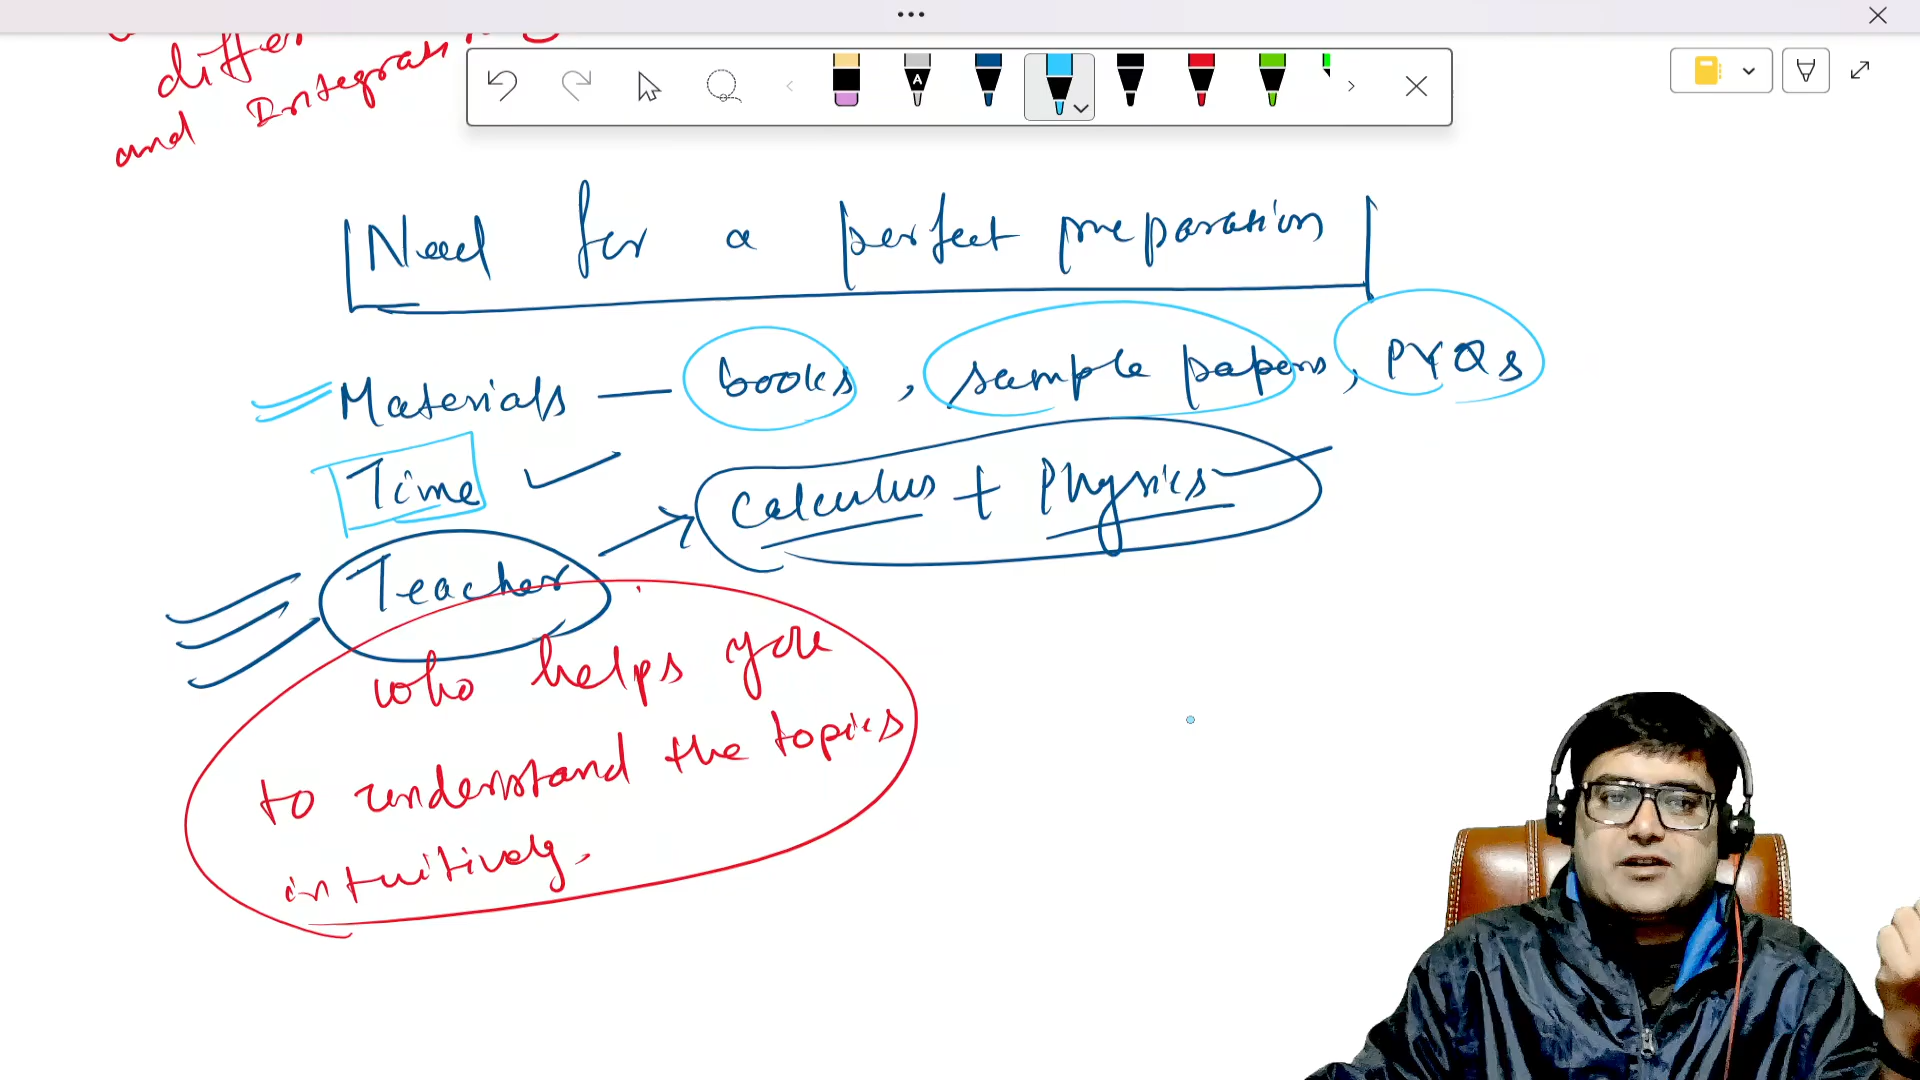 differ
and Integrati
Need for a perfect preparation
Materials — books, sample papers, PYQs
Time
Teacher → Calculus + Physics
who helps you
to understand the topics
intuitively.